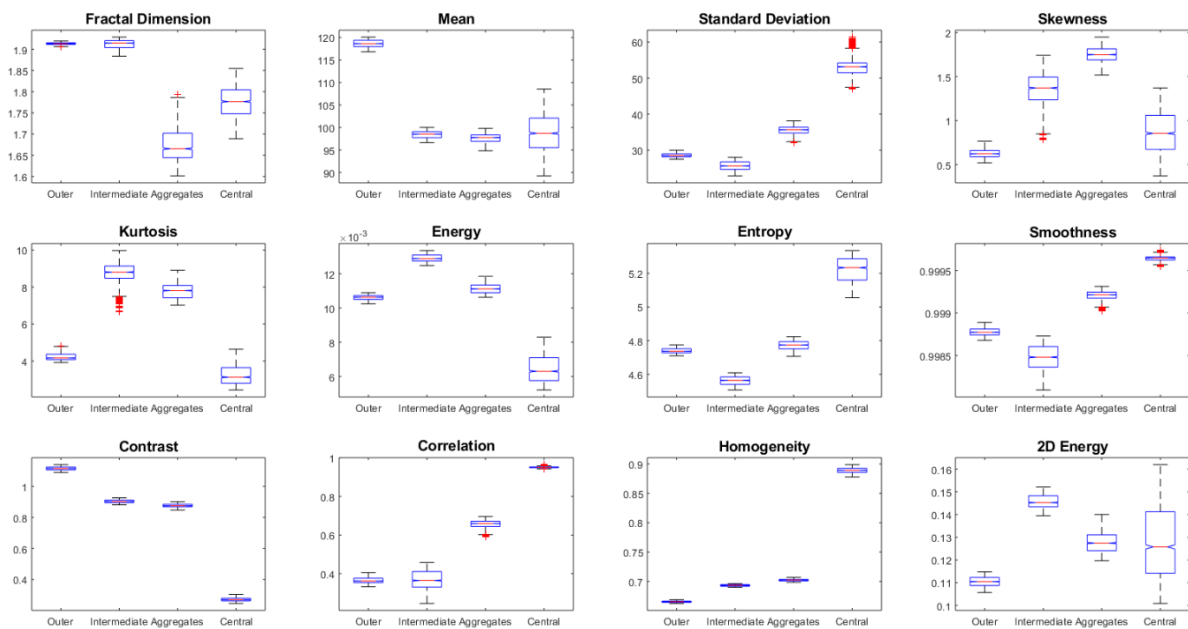 Fractal Dimension Mean Standard Deviation Skewness
1.9 1.85 1.8 1.75 1.7 1.65 1.6
120 115 110 105 100 95 90
60 50 40 30
2 1.5 1 0.5
Outer Intermediate Aggregates Central Outer Intermediate Aggregates Central Outer Intermediate Aggregates Central Outer Intermediate Aggregates Central
Kurtosis Energy Entropy Smoothness
10 8 6 4
×10⁻³
12 10 8 6
5.2 5 4.8 4.6
0.9995 0.999 0.9985
Outer Intermediate Aggregates Central Outer Intermediate Aggregates Central Outer Intermediate Aggregates Central Outer Intermediate Aggregates Central
Contrast Correlation Homogeneity 2D Energy
1 0.8 0.6 0.4
1 0.8 0.6 0.4
0.9 0.85 0.8 0.75 0.7
0.16 0.15 0.14 0.13 0.12 0.11 0.1
Outer Intermediate Aggregates Central Outer Intermediate Aggregates Central Outer Intermediate Aggregates Central Outer Intermediate Aggregates Central